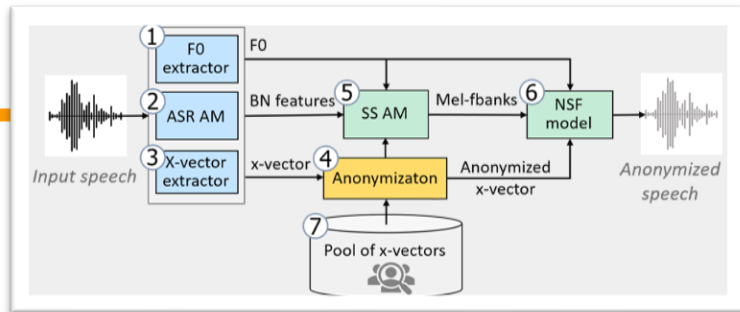 1
F0
extractor
F0
2
ASR AM
BN features
5
SS AM
Mel-fbanks
6
NSF
model
3
X-vector
extractor
x-vector
4
Anonymizaton
Anonymized
x-vector
Input speech
Anonymized
speech
7
Pool of x-vectors